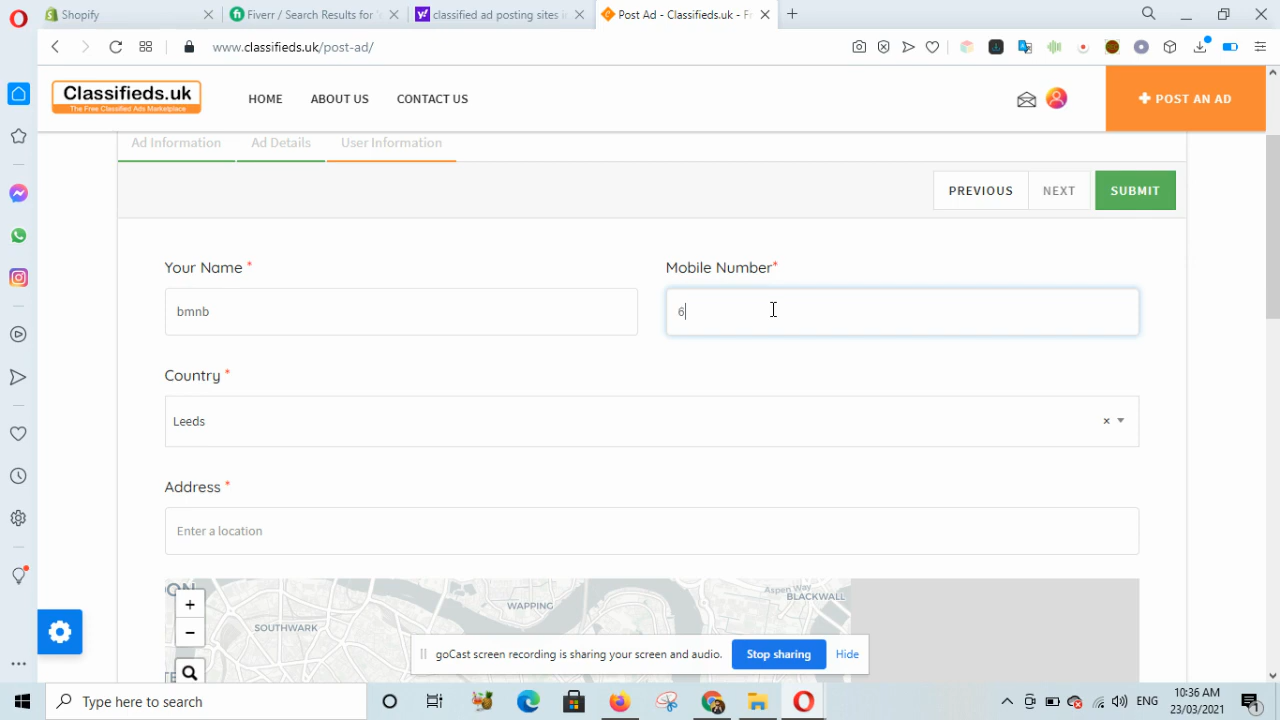 Shopify
Fiverr / Search Results for '
classified ad posting sites i
Post Ad - Classifieds.uk - Fr
www.classifieds.uk/post-ad/
Classifieds.uk
The Free Classified Ads Marketplace
HOME
ABOUT US
CONTACT US
POST AN AD
Ad Information
Ad Details
User Information
PREVIOUS
NEXT
SUBMIT
Your Name *
Mobile Number*
bmnb
6
Country *
Leeds
Address *
Enter a location
Aspen Way
BLACKWALL
WAPPING
SOUTHWARK
goCast screen recording is sharing your screen and audio.
Stop sharing
Hide
Type here to search
ENG
10:36 AM
23/03/2021